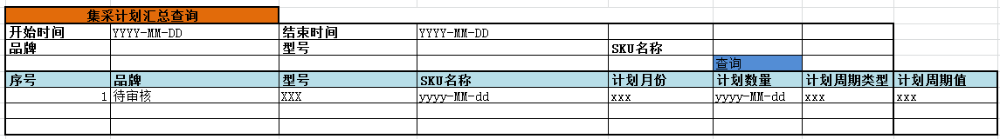 集采计划汇总查询
开始时间 YYYY-MM-DD 结束时间 YYYY-MM-DD
品牌 型号 SKU名称
查询
序号 品牌 型号 SKU名称 计划月份 计划数量 计划周期类型 计划周期值
1 待审核 XXX yyyy-MM-dd xxx yyyy-MM-dd xxx xxx